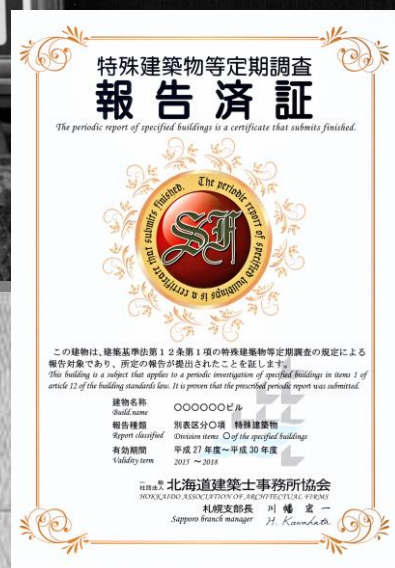 特殊建築物等定期調査
報告済証
The periodic report of specified buildings is a certificate that submits finished.
The periodic report of specified buildings is a certificate that submits finished.
SF
この建物は、建築基準法第12条第1項の特殊建築物等定期調査の規定による
報告対象であり、所定の報告が提出されたことを証します。
This building is a subject that applies to a periodic investigation of specified buildings in items 1 of
article 12 of the building standards law. It is proven that the prescribed periodic report was submitted.
建物名称 ○○○○○○ビル
Build.name
報告種類 別表区分○項 特殊建築物
Report classified Division items ○of the specified buildings
有効期間 平成27年度~平成30年度
Validity term 2015 ~2018
一般社団法人 北海道建築士事務所協会
HOKKAIDO ASSOCIATION OF ARCHITECTURAL FIRMS
札幌支部長 川幡宏一
Sapporo branch manager H. Kawahata